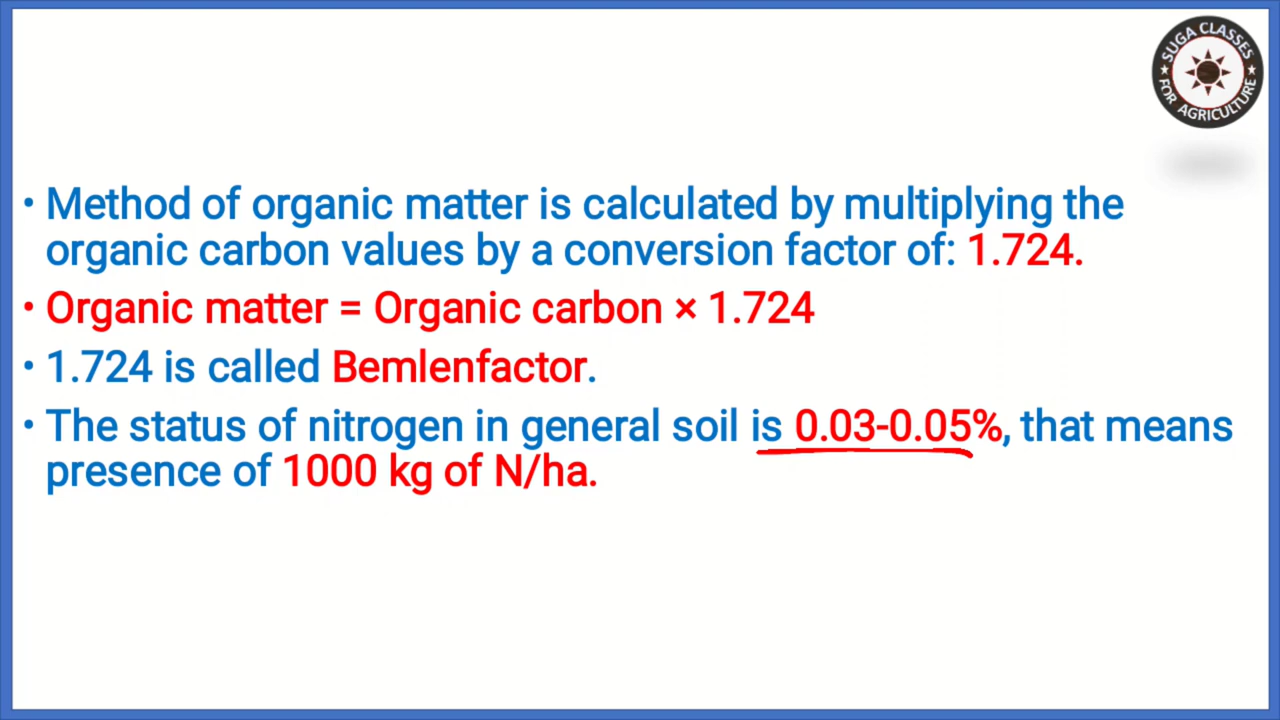 SUGA CLASSES
FOR AGRICULTURE
• Method of organic matter is calculated by multiplying the
organic carbon values by a conversion factor of: 1.724.
• Organic matter = Organic carbon × 1.724
• 1.724 is called Bemlenfactor.
• The status of nitrogen in general soil is 0.03-0.05%, that means
presence of 1000 kg of N/ha.